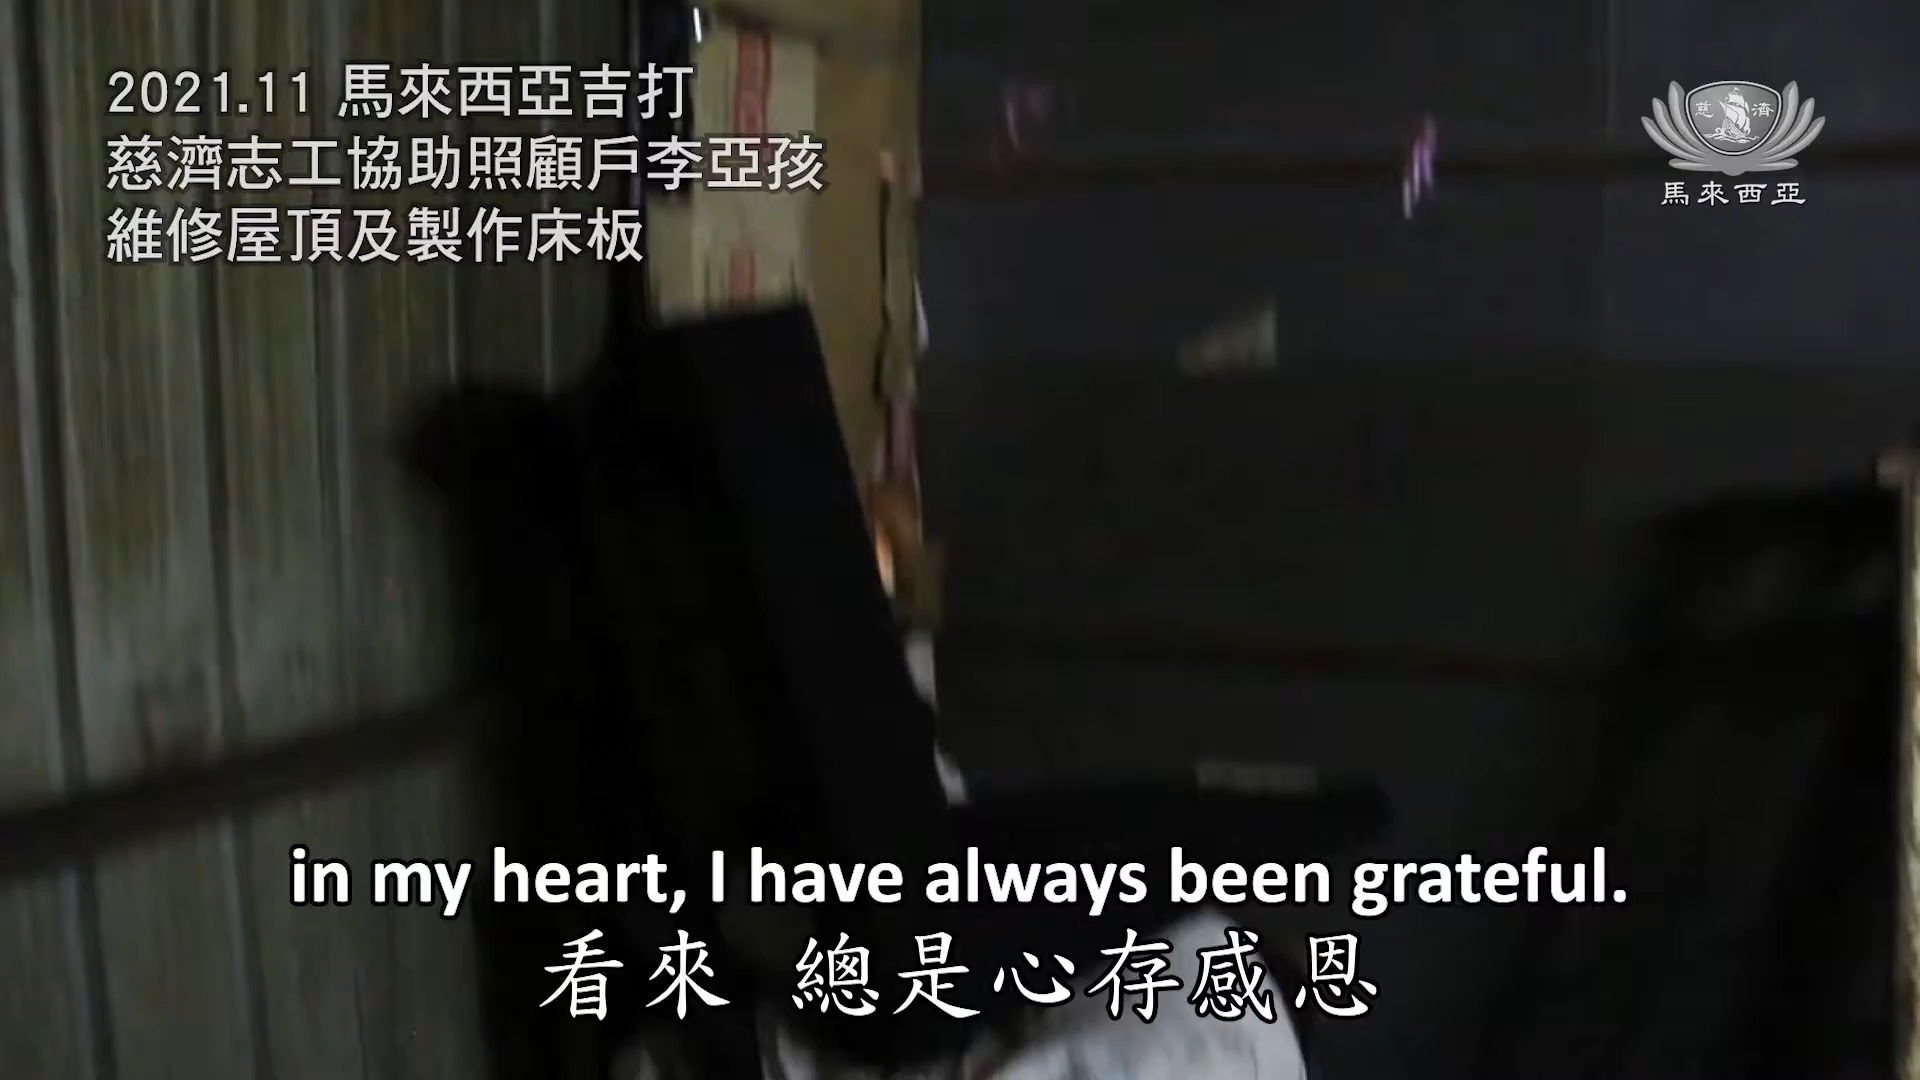 2021.11 馬來西亞吉打
慈濟志工協助照顧戶李亞孩
維修屋頂及製作床板
慈濟
馬來西亞
in my heart, I have always been grateful.
看來 總是心存感恩